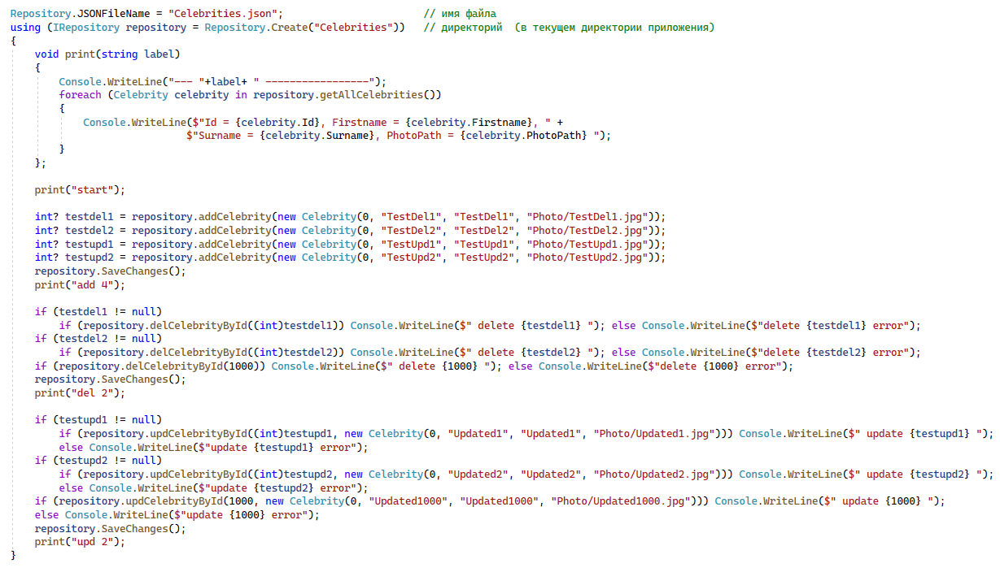 Repository.JSONFileName = "Celebrities.json"; // имя файла
using (IRepository repository = Repository.Create("Celebrities")) // директорий (в текущем директории приложения)
{
void print(string label)
{
Console.WriteLine("--- "+label+ " -----------------");
foreach (Celebrity celebrity in repository.getAllCelebrities())
{
Console.WriteLine($"Id = {celebrity.Id}, Firstname = {celebrity.Firstname}, " +
$"Surname = {celebrity.Surname}, PhotoPath = {celebrity.PhotoPath} ");
}
};
print("start");
int? testdel1 = repository.addCelebrity(new Celebrity(0, "TestDel1", "TestDel1", "Photo/TestDel1.jpg"));
int? testdel2 = repository.addCelebrity(new Celebrity(0, "TestDel2", "TestDel2", "Photo/TestDel2.jpg"));
int? testupd1 = repository.addCelebrity(new Celebrity(0, "TestUpd1", "TestUpd1", "Photo/TestUpd1.jpg"));
int? testupd2 = repository.addCelebrity(new Celebrity(0, "TestUpd2", "TestUpd2", "Photo/TestUpd2.jpg"));
repository.SaveChanges();
print("add 4");
if (testdel1 != null)
if (repository.delCelebrityById((int)testdel1)) Console.WriteLine($" delete {testdel1} "); else Console.WriteLine($"delete {testdel1} error");
if (testdel2 != null)
if (repository.delCelebrityById((int)testdel2)) Console.WriteLine($" delete {testdel2} "); else Console.WriteLine($"delete {testdel2} error");
if (repository.delCelebrityById(1000)) Console.WriteLine($" delete {1000} "); else Console.WriteLine($"delete {1000} error");
repository.SaveChanges();
print("del 2");
if (testupd1 != null)
if (repository.updCelebrityById((int)testupd1, new Celebrity(0, "Updated1", "Updated1", "Photo/Updated1.jpg"))) Console.WriteLine($" update {testupd1} ");
else Console.WriteLine($"update {testupd1} error");
if (testupd2 != null)
if (repository.updCelebrityById((int)testupd2, new Celebrity(0, "Updated2", "Updated2", "Photo/Updated2.jpg"))) Console.WriteLine($" update {testupd2} ");
else Console.WriteLine($"update {testupd2} error");
if (repository.updCelebrityById(1000, new Celebrity(0, "Updated1000", "Updated1000", "Photo/Updated1000.jpg"))) Console.WriteLine($" update {1000} ");
else Console.WriteLine($"update {1000} error");
repository.SaveChanges();
print("upd 2");
}